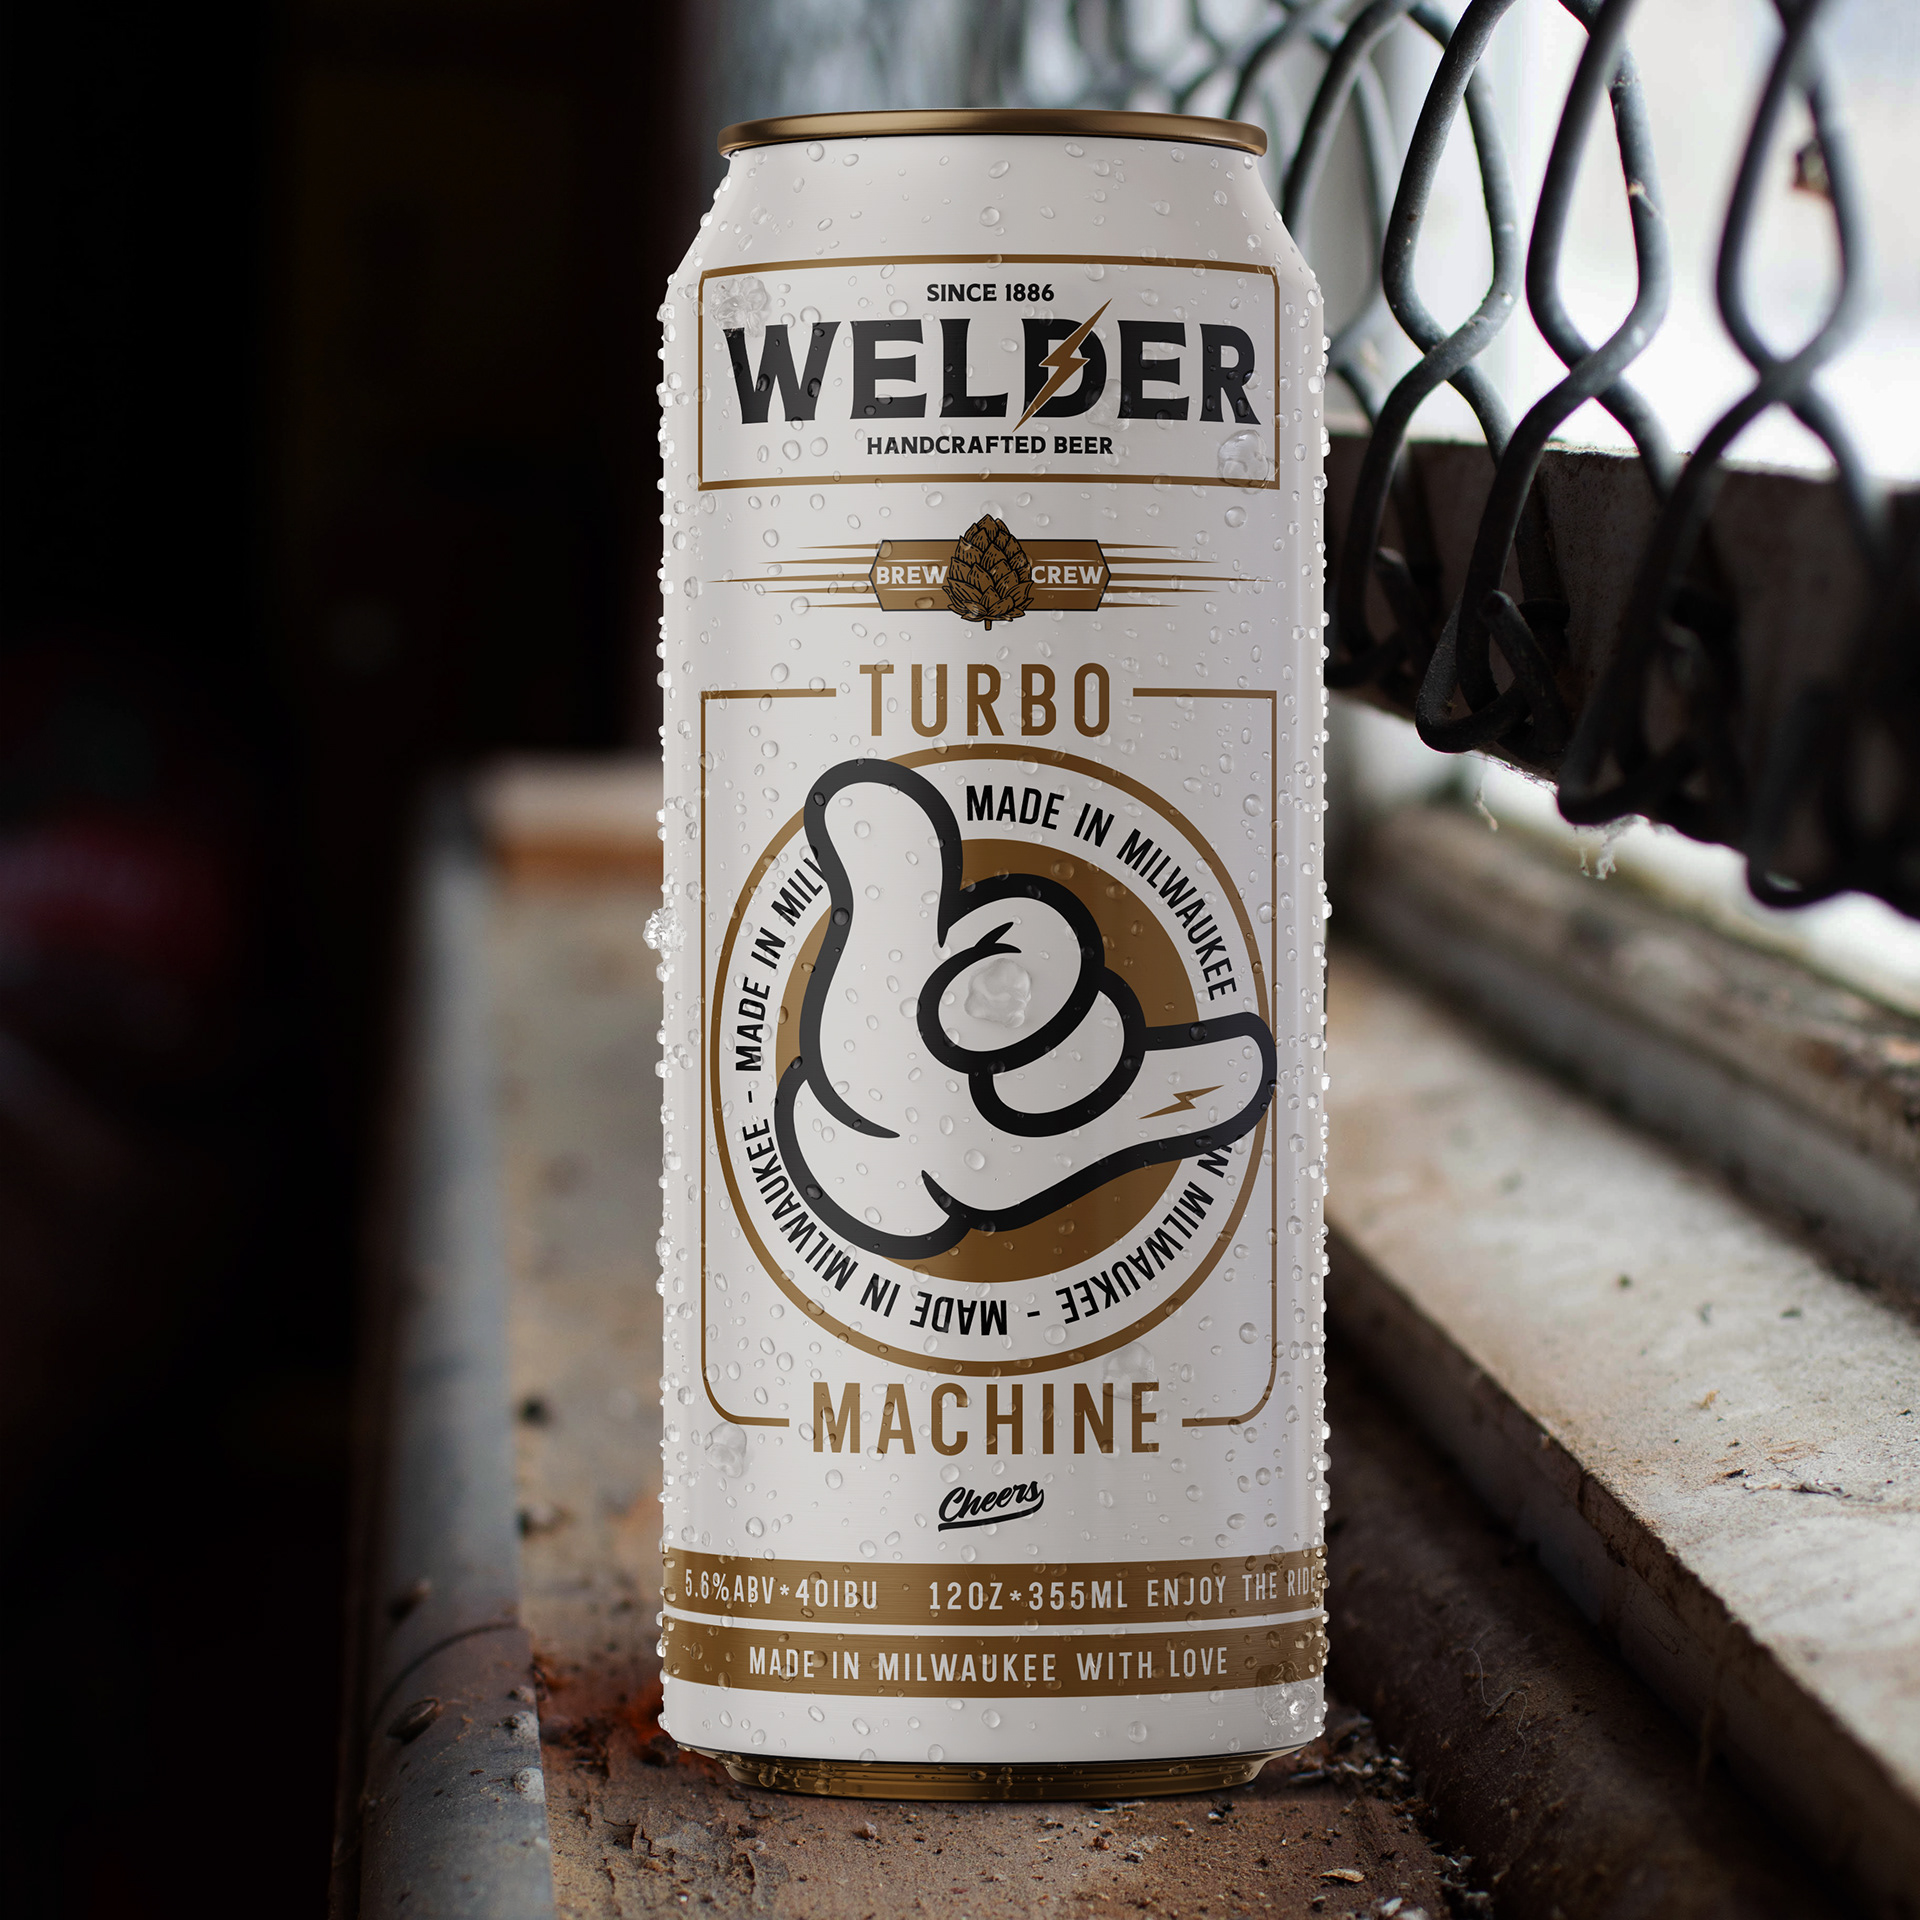 SINCE 1886
WELDER
HANDCRAFTED BEER
BREW CREW
TURBO
MADE IN MILWAUKEE
IN MILWAUKEE - MADE IN MILWAUKEE - MADE IN MIL
MACHINE
Cheers
5.6%ABV*40IBU 12OZ*355ML ENJOY THE RIDE
MADE IN MILWAUKEE WITH LOVE